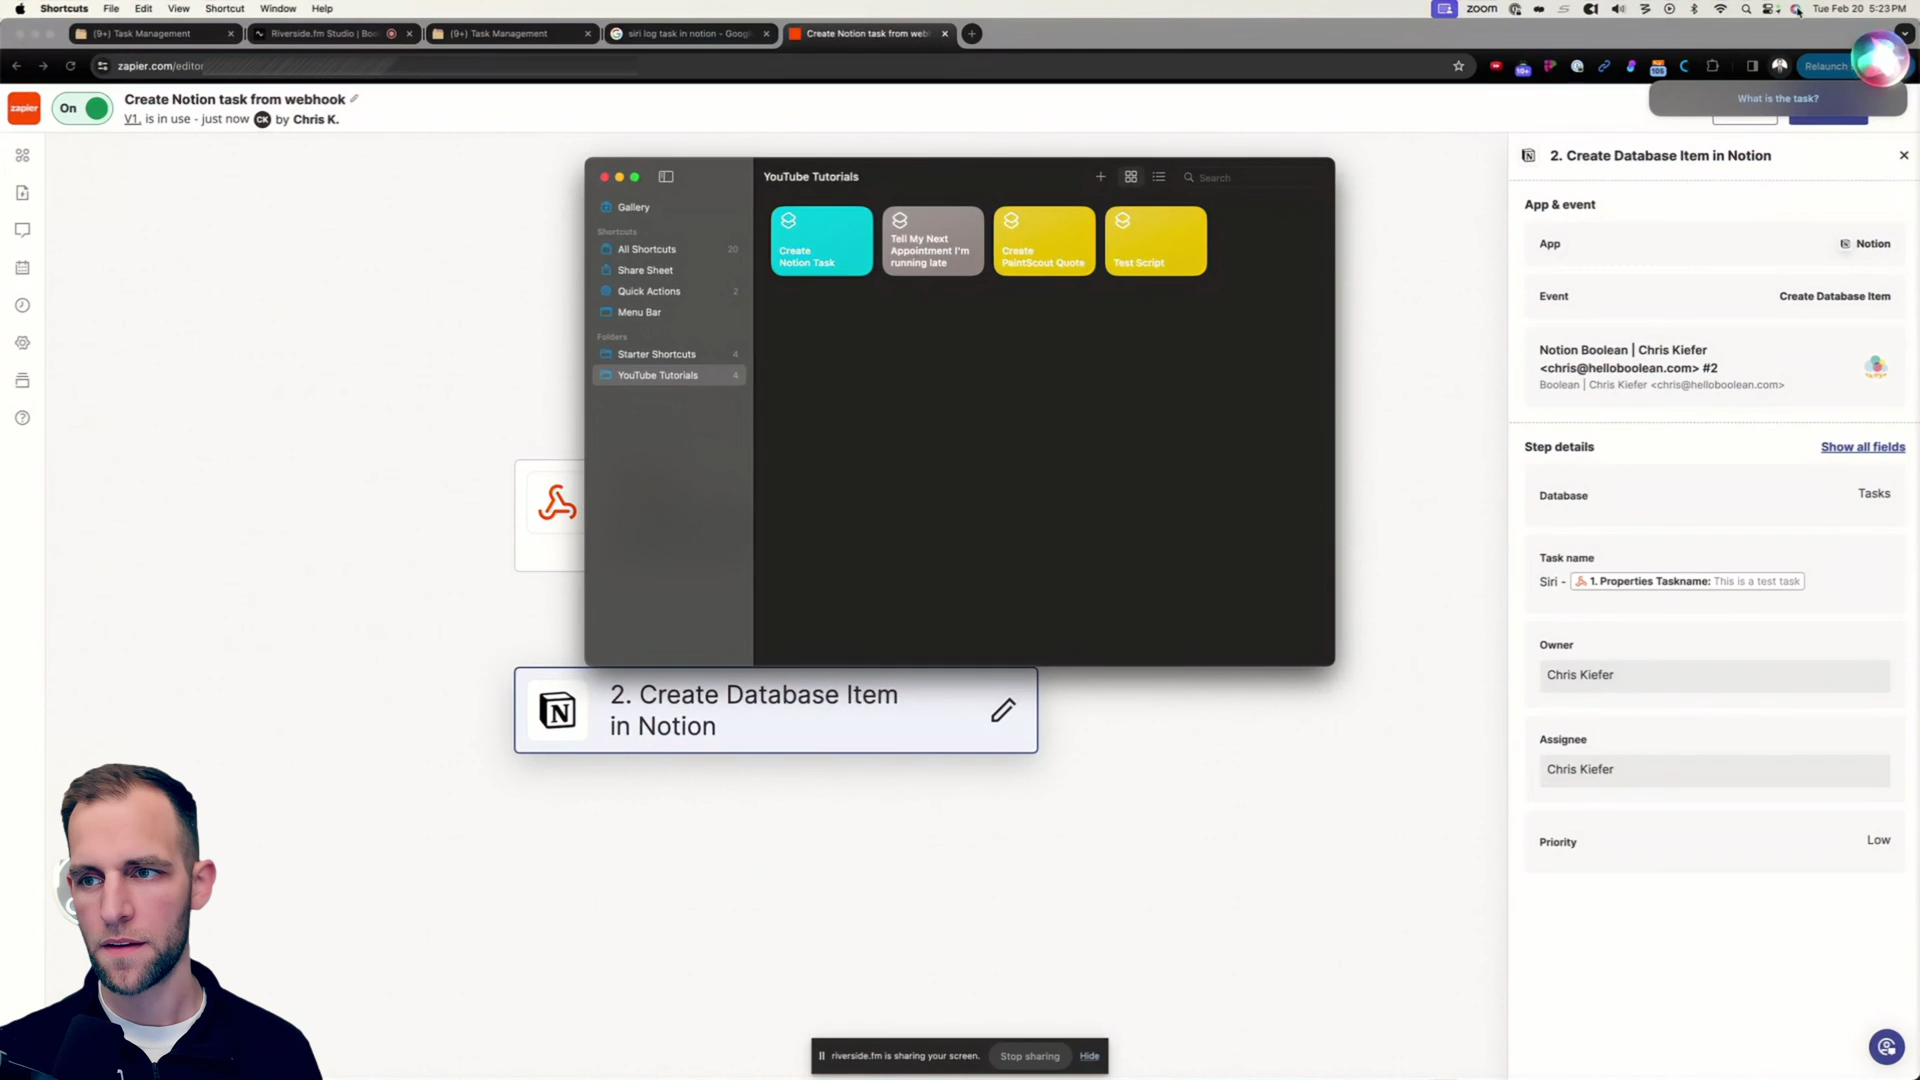 Shortcuts File Edit View Shortcut Window Help
zoom
Tue Feb 20 5:23 PM
(9+) Task Management
Riverside.fm Studio | Boo
(9+) Task Management
siri log task in notion - Googl
Create Notion task from webh
zapier.com/editor
10+
105
Relaunch
What is the task?
zapier
On
Create Notion task from webhook
V1. is in use - just now CK by Chris K.
YouTube Tutorials
Search
Gallery
Shortcuts
All Shortcuts 20
Share Sheet
Quick Actions 2
Menu Bar
Folders
Starter Shortcuts 4
YouTube Tutorials 4
Create
Notion Task
Tell My Next
Appointment I'm
running late
Create
PaintScout Quote
Test Script
2. Create Database Item
in Notion
2. Create Database Item in Notion
App & event
App Notion
Event Create Database Item
Notion Boolean | Chris Kiefer
<chris@helloboolean.com> #2
Boolean | Chris Kiefer <chris@helloboolean.com>
Step details Show all fields
Database Tasks
Task name
Siri - 1. Properties Taskname: This is a test task
Owner
Chris Kiefer
Assignee
Chris Kiefer
Priority Low
riverside.fm is sharing your screen. Stop sharing Hide